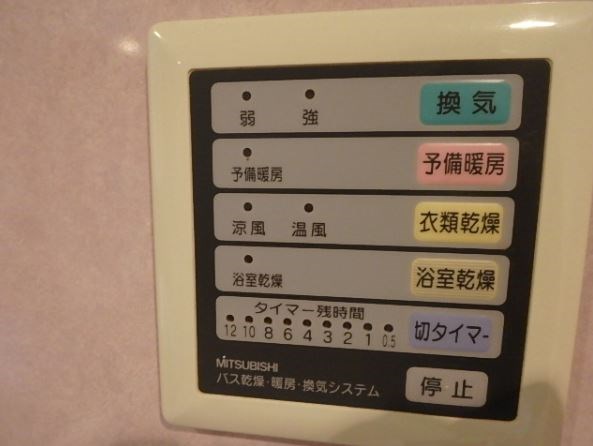 弱 強 換気
予備暖房 予備暖房
涼風 温風 衣類乾燥
浴室乾燥 浴室乾燥
タイマー残時間
12 10 8 6 4 3 2 1 0.5 切タイマー
MITSUBISHI
バス乾燥・暖房・換気システム 停止